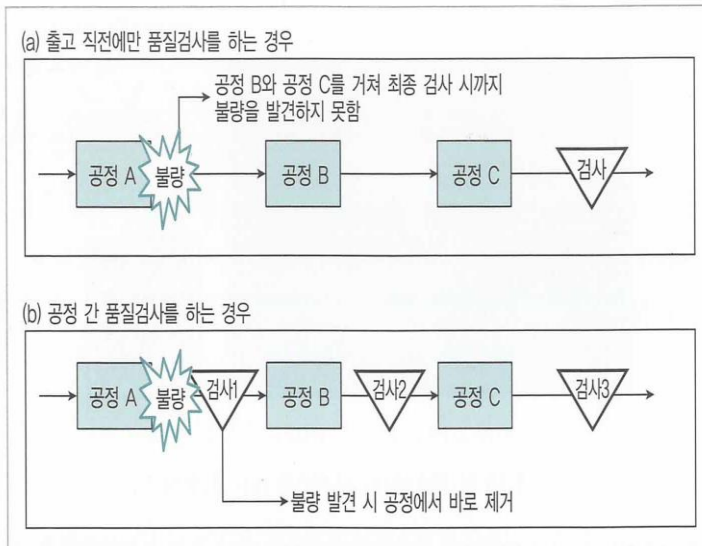 (a) 출고 직전에만 품질검사를 하는 경우
공정 B와 공정 C를 거쳐 최종 검사 시까지
불량을 발견하지 못함
공정 A 불량 공정 B 공정 C 검사
(b) 공정 간 품질검사를 하는 경우
공정 A 불량 검사1 공정 B 검사2 공정 C 검사3
불량 발견 시 공정에서 바로 제거